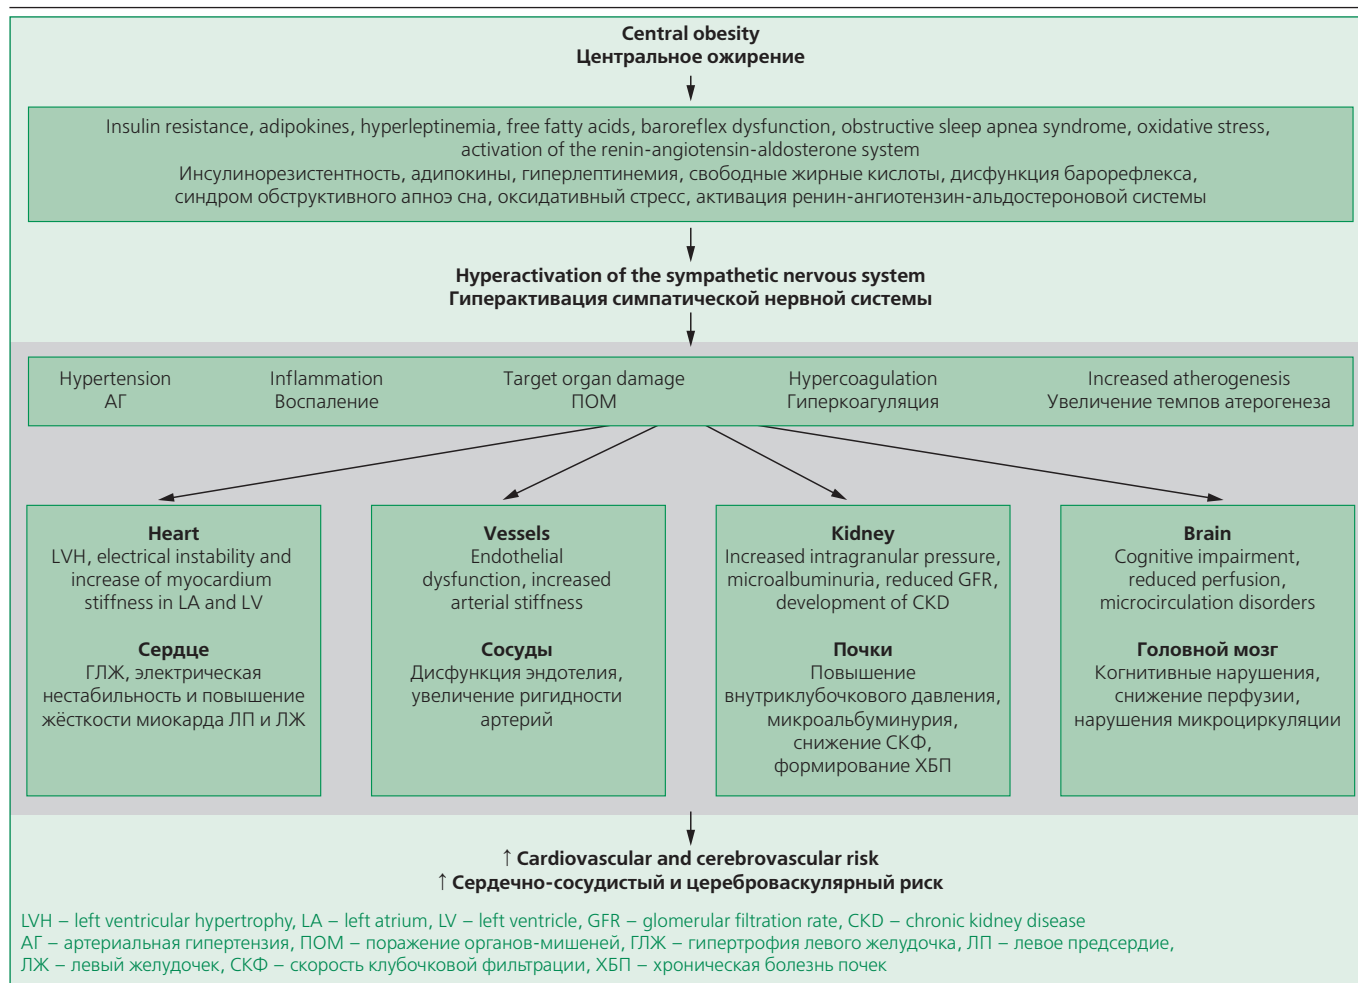 Central obesity
Центральное ожирение
Insulin resistance, adipokines, hyperleptinemia, free fatty acids, baroreflex dysfunction, obstructive sleep apnea syndrome, oxidative stress,
activation of the renin-angiotensin-aldosterone system
Инсулинорезистентность, адипокины, гиперлептинемия, свободные жирные кислоты, дисфункция барорефлекса,
синдром обструктивного апноэ сна, оксидативный стресс, активация ренин-ангиотензин-альдостероновой системы
Hyperactivation of the sympathetic nervous system
Гиперактивация симпатической нервной системы
Hypertension
АГ
Inflammation
Воспаление
Target organ damage
ПОМ
Hypercoagulation
Гиперкоагуляция
Increased atherogenesis
Увеличение темпов атерогенеза
Heart
LVH, electrical instability and
increase of myocardium
stiffness in LA and LV
Сердце
ГЛЖ, электрическая
нестабильность и повышение
жёсткости миокарда ЛП и ЛЖ
Vessels
Endothelial
dysfunction, increased
arterial stiffness
Сосуды
Дисфункция эндотелия,
увеличение ригидности
артерий
Kidney
Increased intragranular pressure,
microalbuminuria, reduced GFR,
development of CKD
Почки
Повышение
внутриклубочкового давления,
микроальбуминурия,
снижение СКФ,
формирование ХБП
Brain
Cognitive impairment,
reduced perfusion,
microcirculation disorders
Головной мозг
Когнитивные нарушения,
снижение перфузии,
нарушения микроциркуляции
↑ Cardiovascular and cerebrovascular risk
↑ Сердечно-сосудистый и цереброваскулярный риск
LVH – left ventricular hypertrophy, LA – left atrium, LV – left ventricle, GFR – glomerular filtration rate, CKD – chronic kidney disease
АГ – артериальная гипертензия, ПОМ – поражение органов-мишеней, ГЛЖ – гипертрофия левого желудочка, ЛП – левое предсердие,
ЛЖ – левый желудочек, СКФ – скорость клубочковой фильтрации, ХБП – хроническая болезнь почек